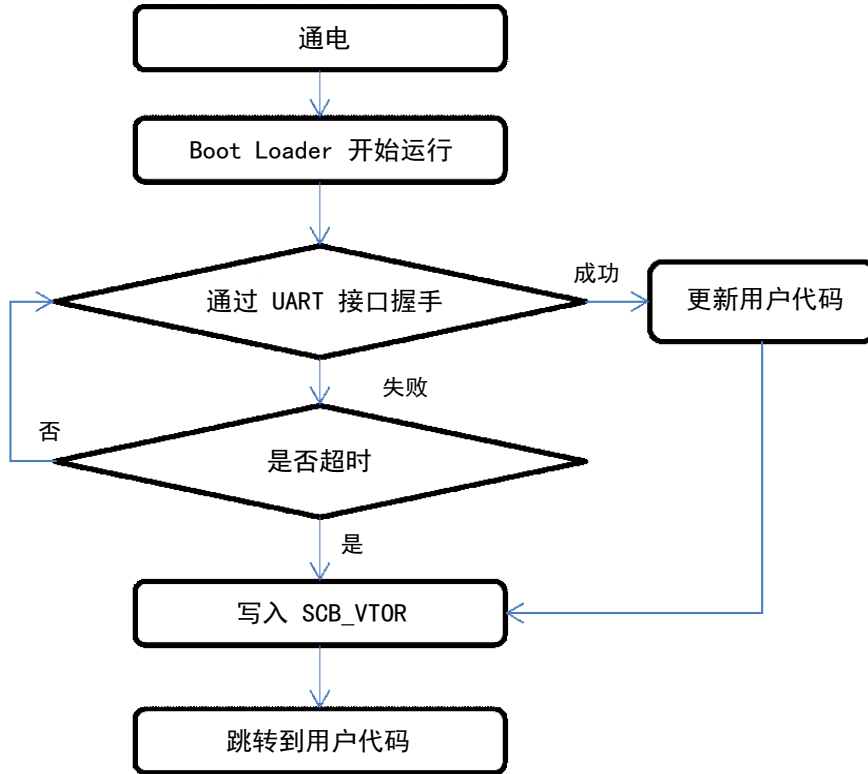 通电
Boot Loader 开始运行
通过 UART 接口握手
成功
更新用户代码
失败
否
是否超时
是
写入 SCB_VTOR
跳转到用户代码